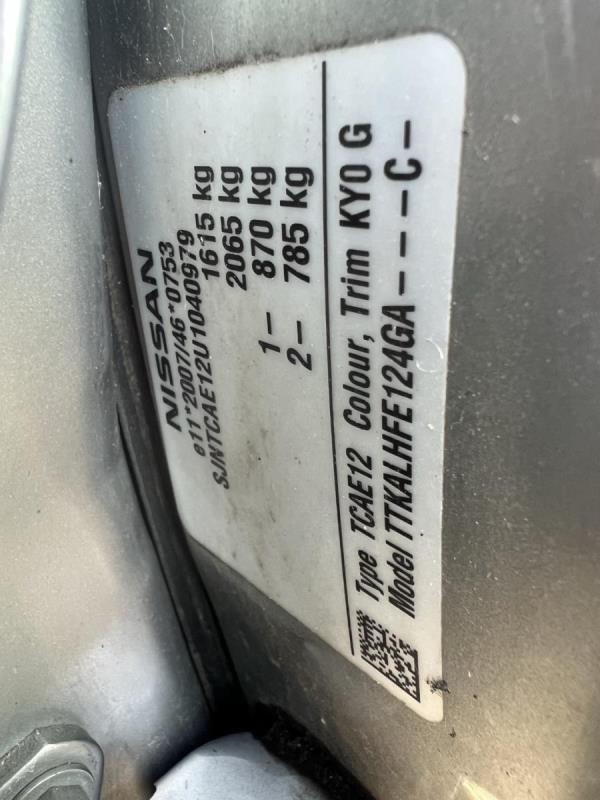 NISSAN
e11*2007/46*0753
SJNTCAE12U1040979
1615 kg
2065 kg
1– 870 kg
2– 785 kg
Type TCAE12 Colour, Trim KY0 G
Model TTKALHFE124GA----C-